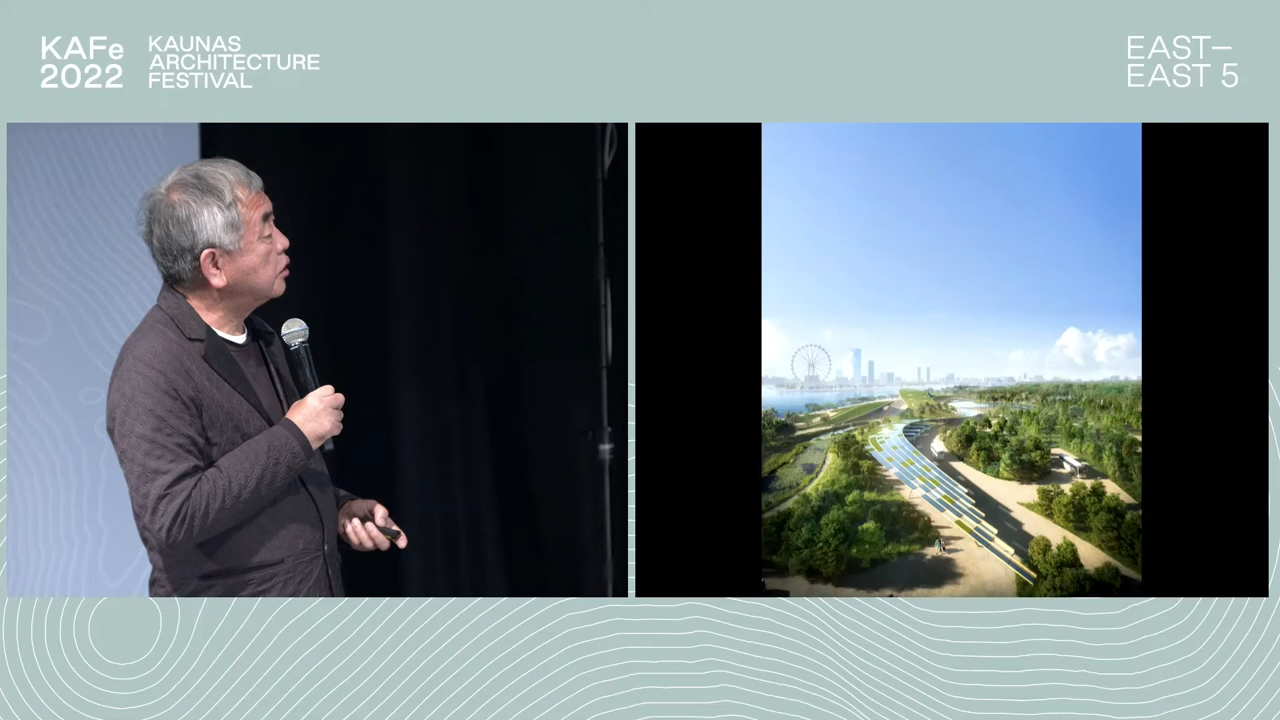 KAFe
2022
KAUNAS
ARCHITECTURE
FESTIVAL
EAST–
EAST 5